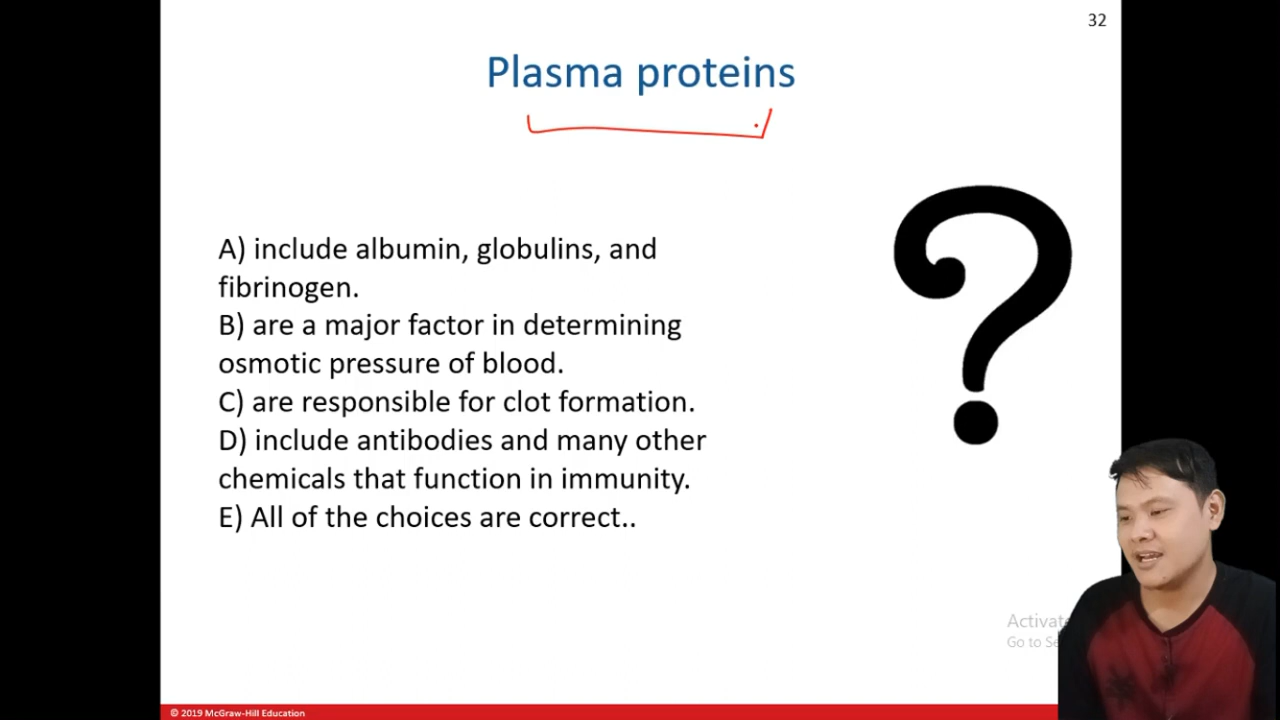 32
Plasma proteins
A) include albumin, globulins, and
fibrinogen.
B) are a major factor in determining
osmotic pressure of blood.
C) are responsible for clot formation.
D) include antibodies and many other
chemicals that function in immunity.
E) All of the choices are correct..
Go to
© 2019 McGraw-Hill Education